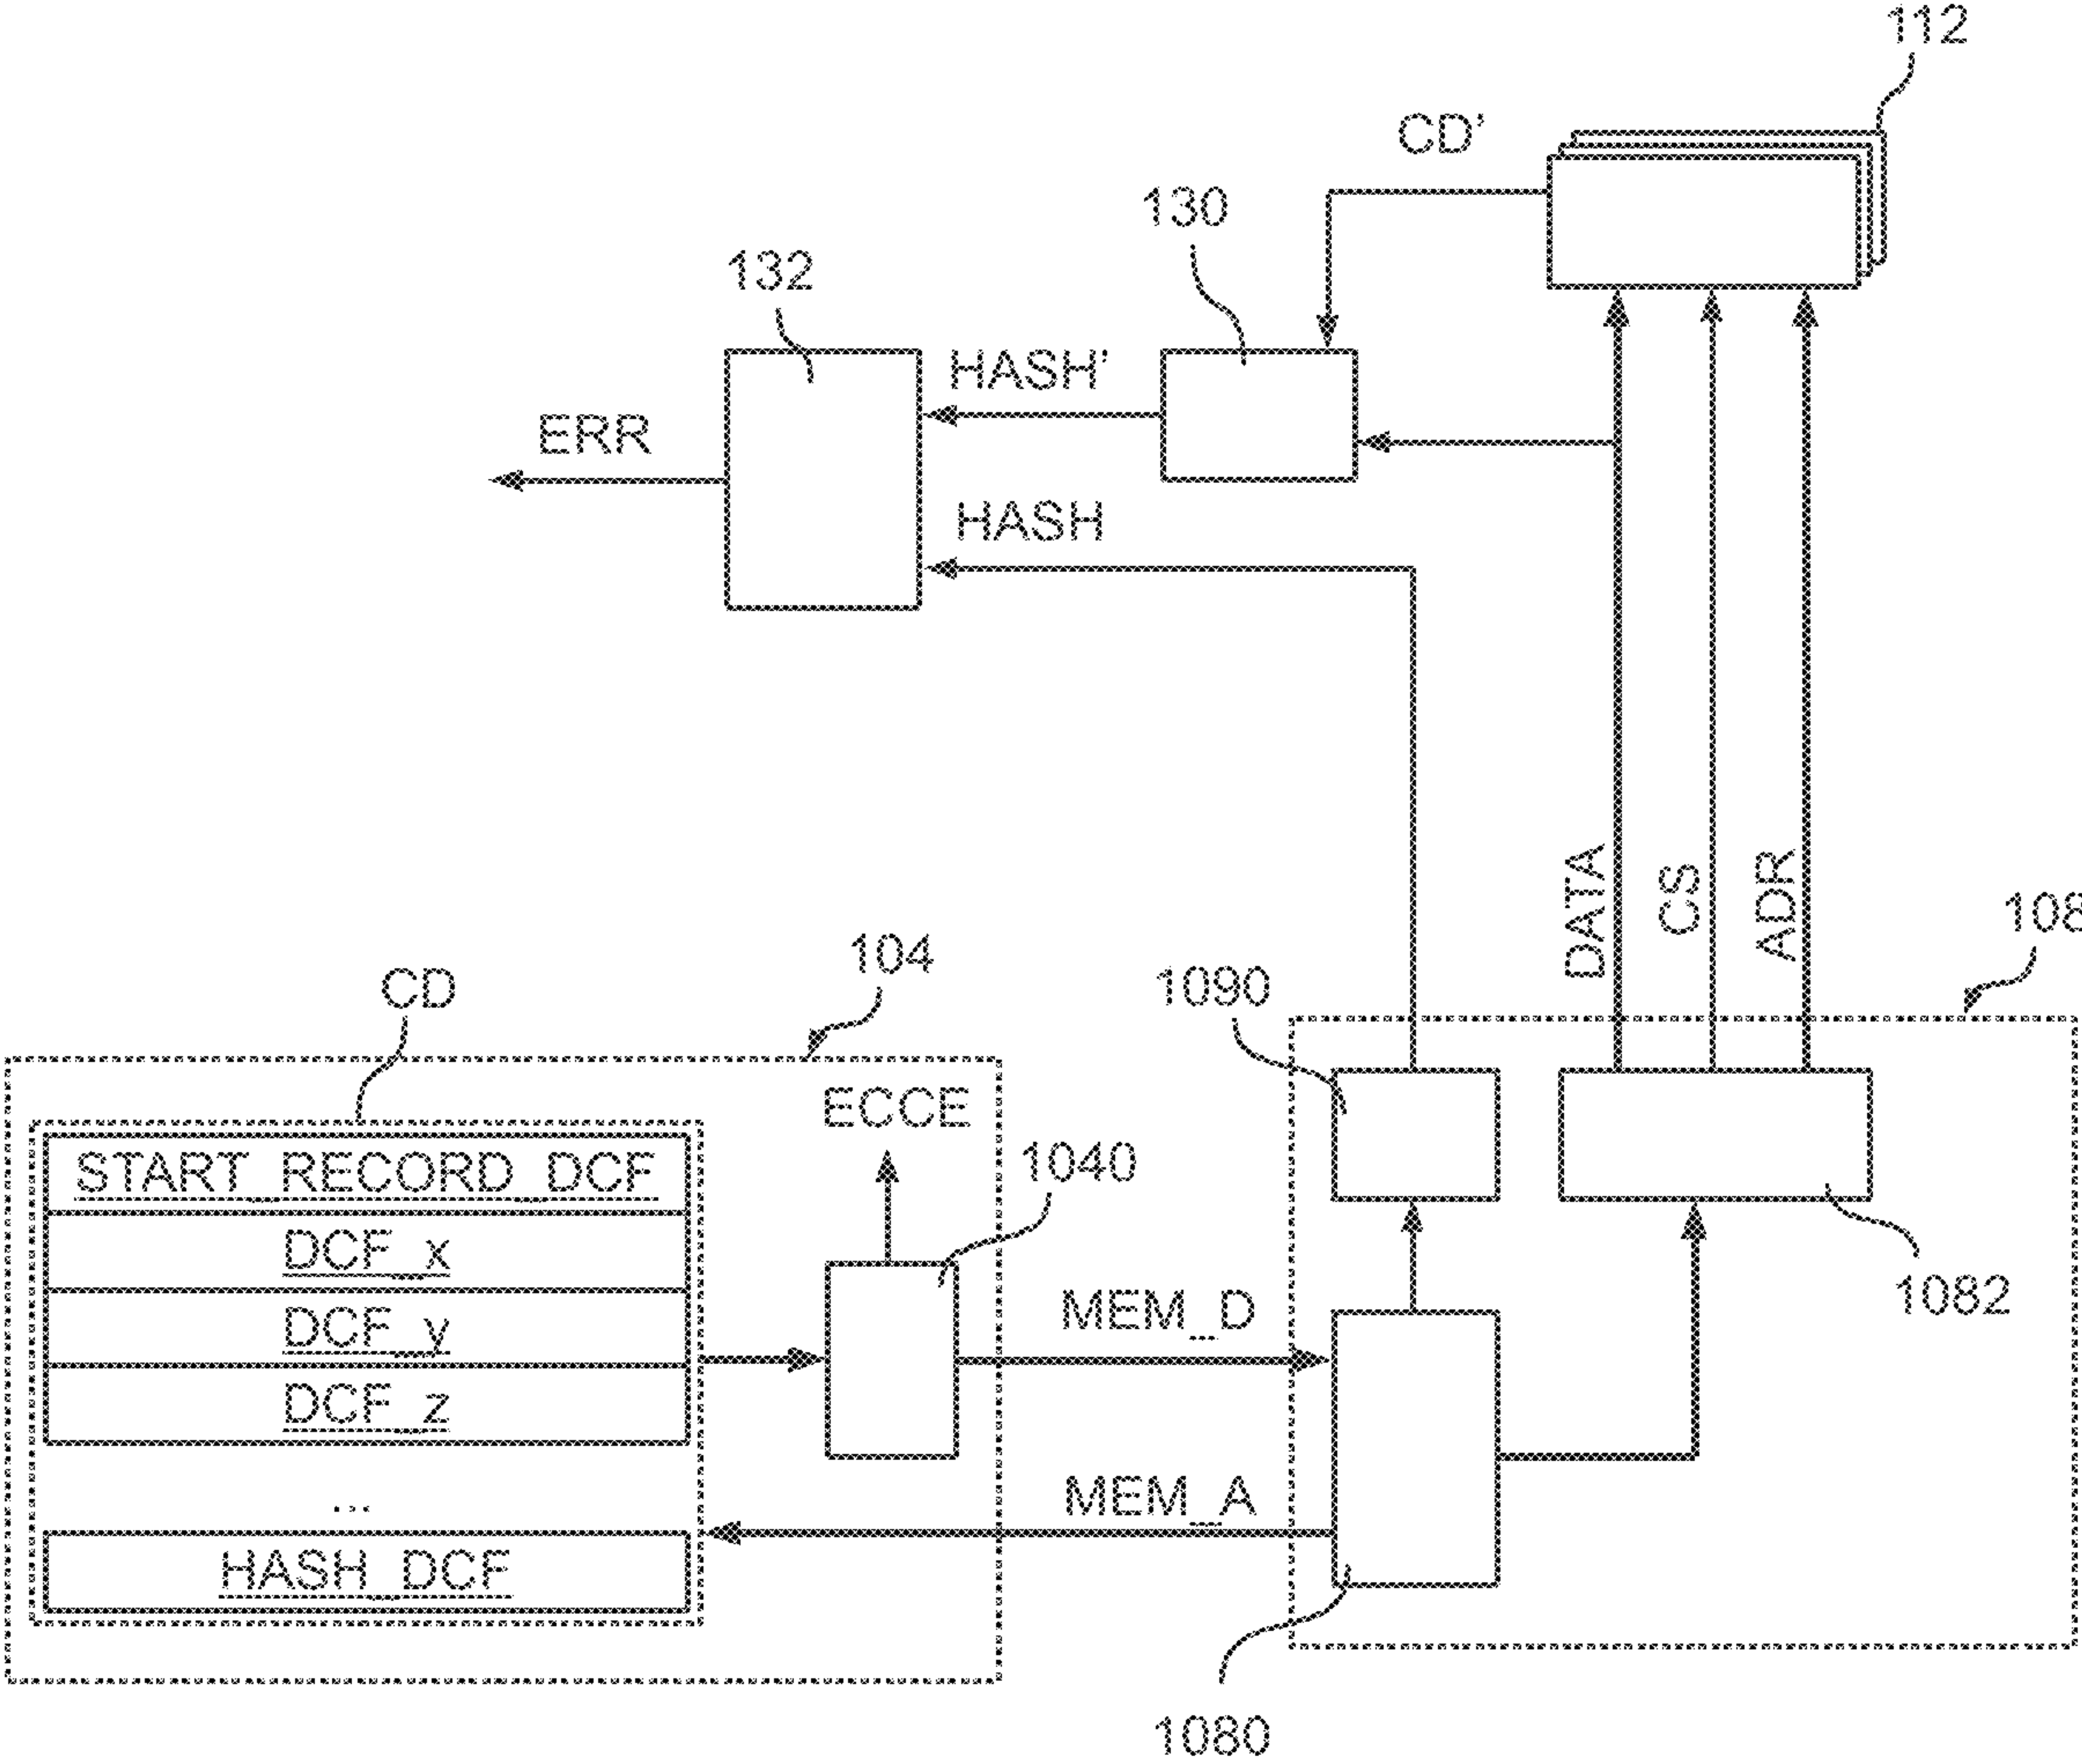 112
CD'
130
132
HASH'
ERR
HASH
DATA
CS
ADR
108
104
CD
1090
ECCE
START_RECORD_DCF
1040
DCF_x
1082
MEM_D
DCF_y
DCF_z
MEM_A
...
HASH_DCF
1080